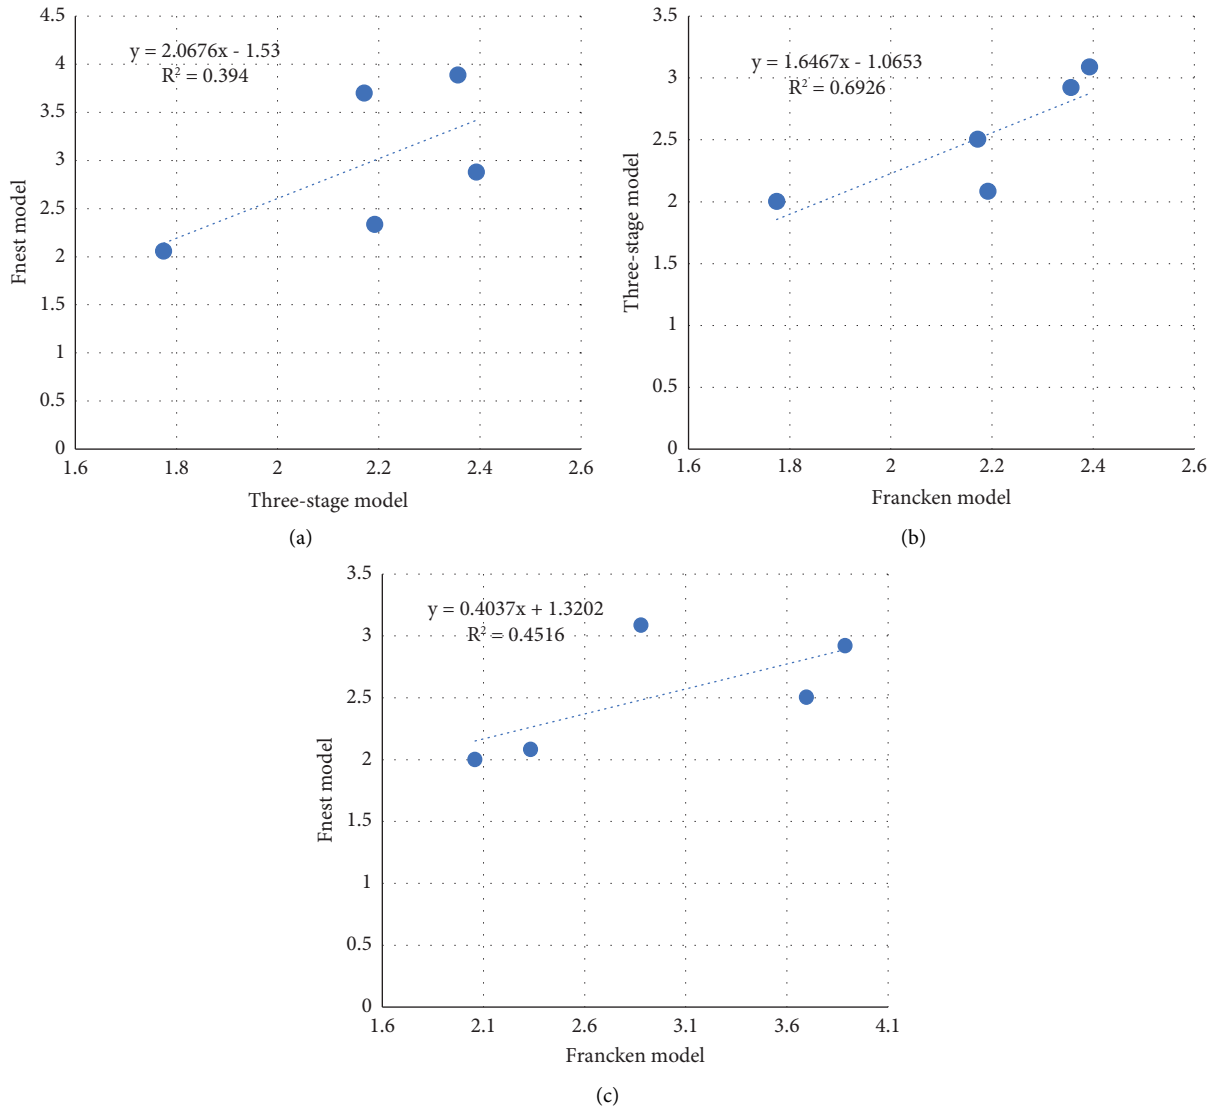 4.5
4
3.5
3
2.5
2
1.5
1
0.5
0
Fnest model
y = 2.0676x - 1.53
R² = 0.394
1.6 1.8 2 2.2 2.4 2.6
Three-stage model
(a)
3.5
3
2.5
2
1.5
1
0.5
0
Three-stage model
y = 1.6467x - 1.0653
R² = 0.6926
1.6 1.8 2 2.2 2.4 2.6
Francken model
(b)
3.5
3
2.5
2
1.5
1
0.5
0
Fnest model
y = 0.4037x + 1.3202
R² = 0.4516
1.6 2.1 2.6 3.1 3.6 4.1
Francken model
(c)